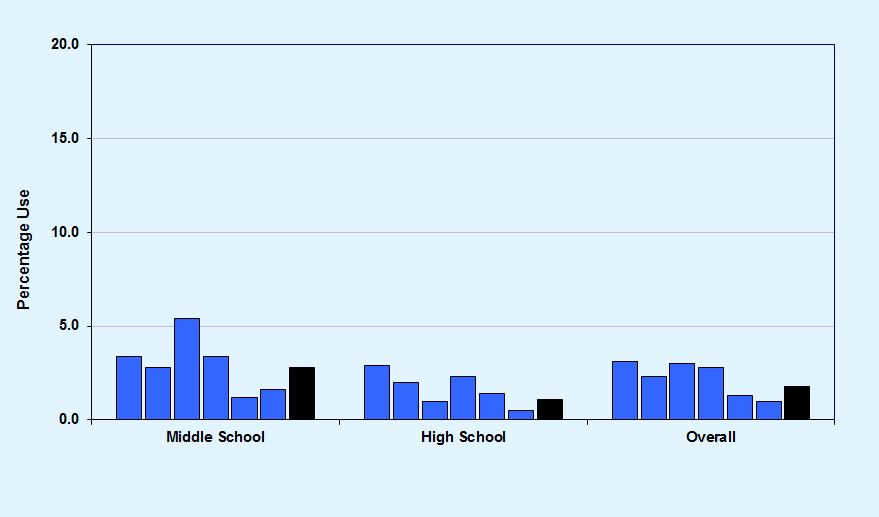 20.0
15.0
10.0
5.0
0.0
Percentage Use
Middle School
High School
Overall